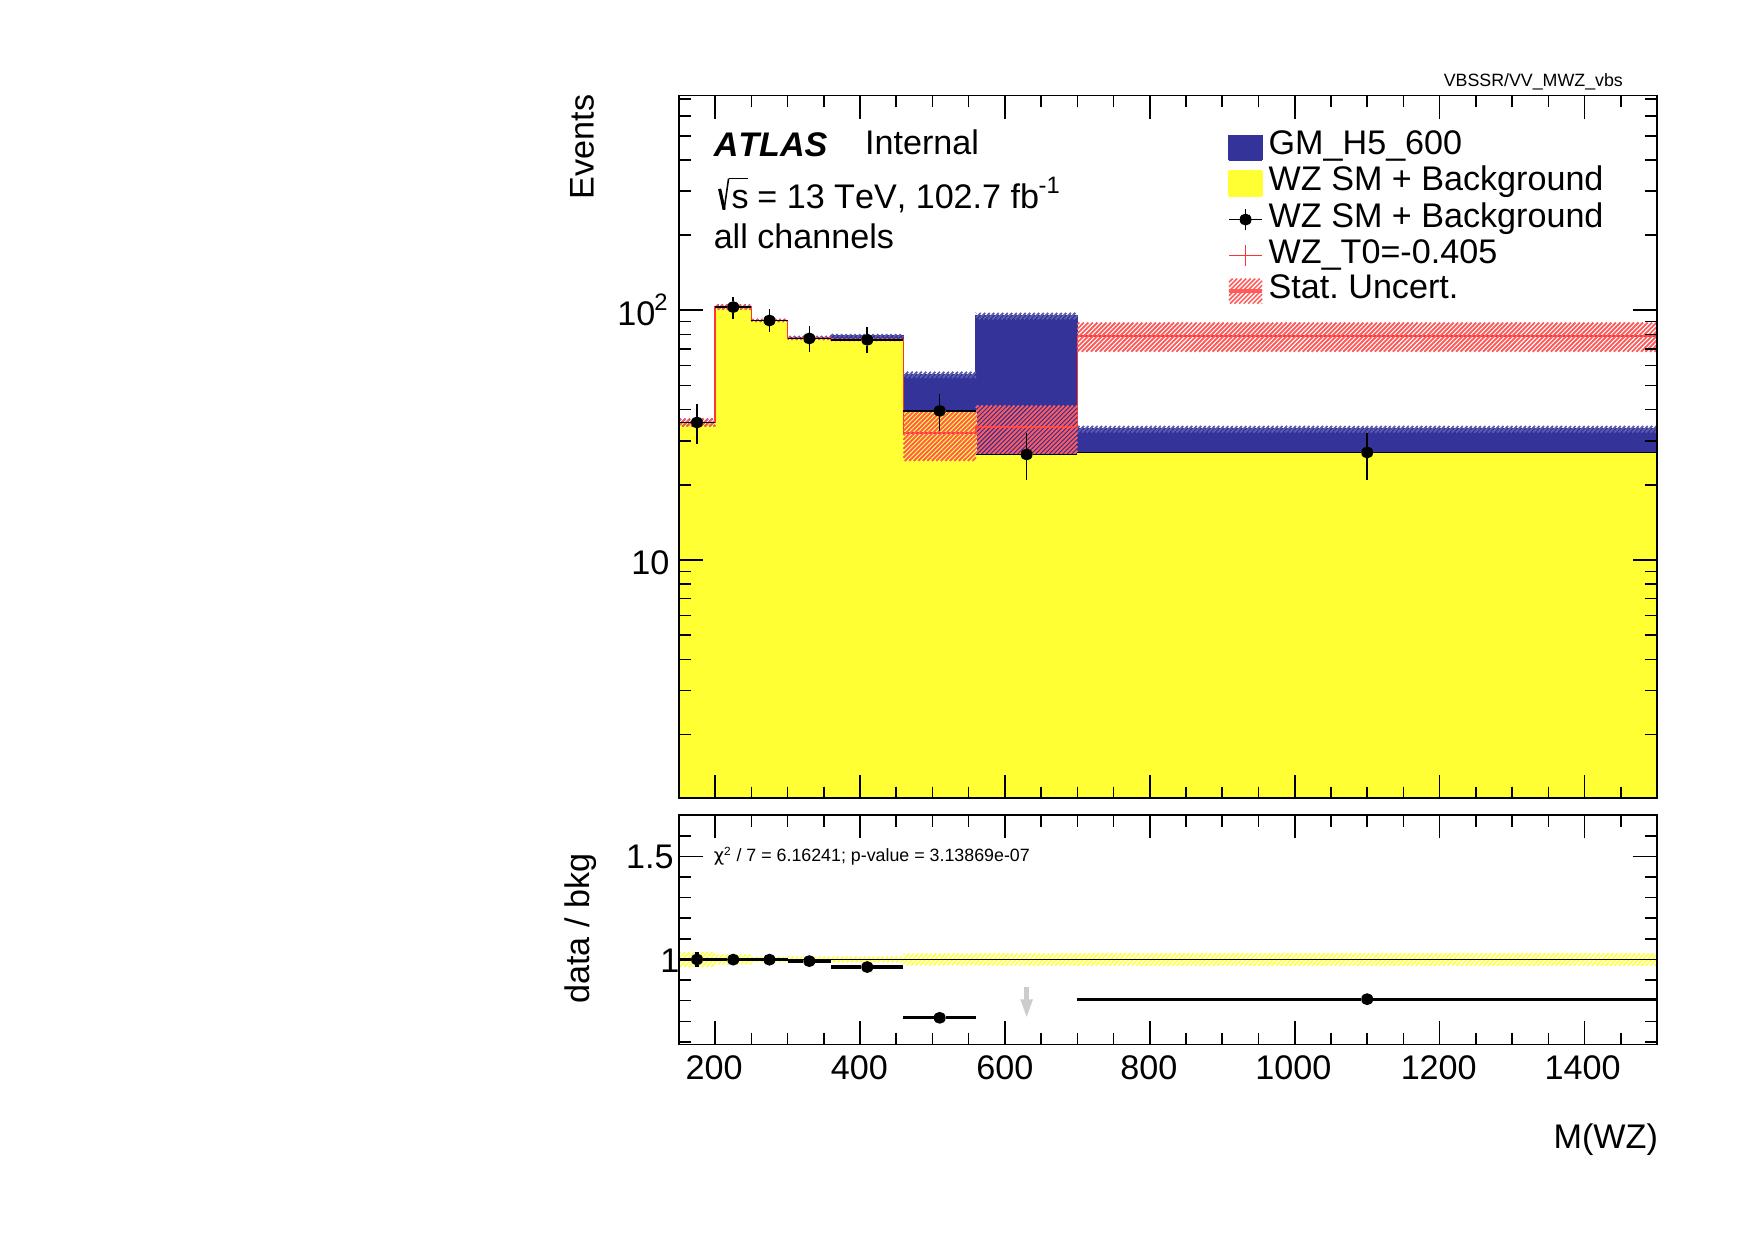 VBSSR/VV_MWZ_vbs
Events
ATLAS Internal
√s = 13 TeV, 102.7 fb⁻¹
all channels
GM_H5_600
WZ SM + Background
WZ SM + Background
WZ_T0=-0.405
Stat. Uncert.
10²
10
data / bkg
1.5
χ² / 7 = 6.16241; p-value = 3.13869e-07
1
200 400 600 800 1000 1200 1400
M(WZ)